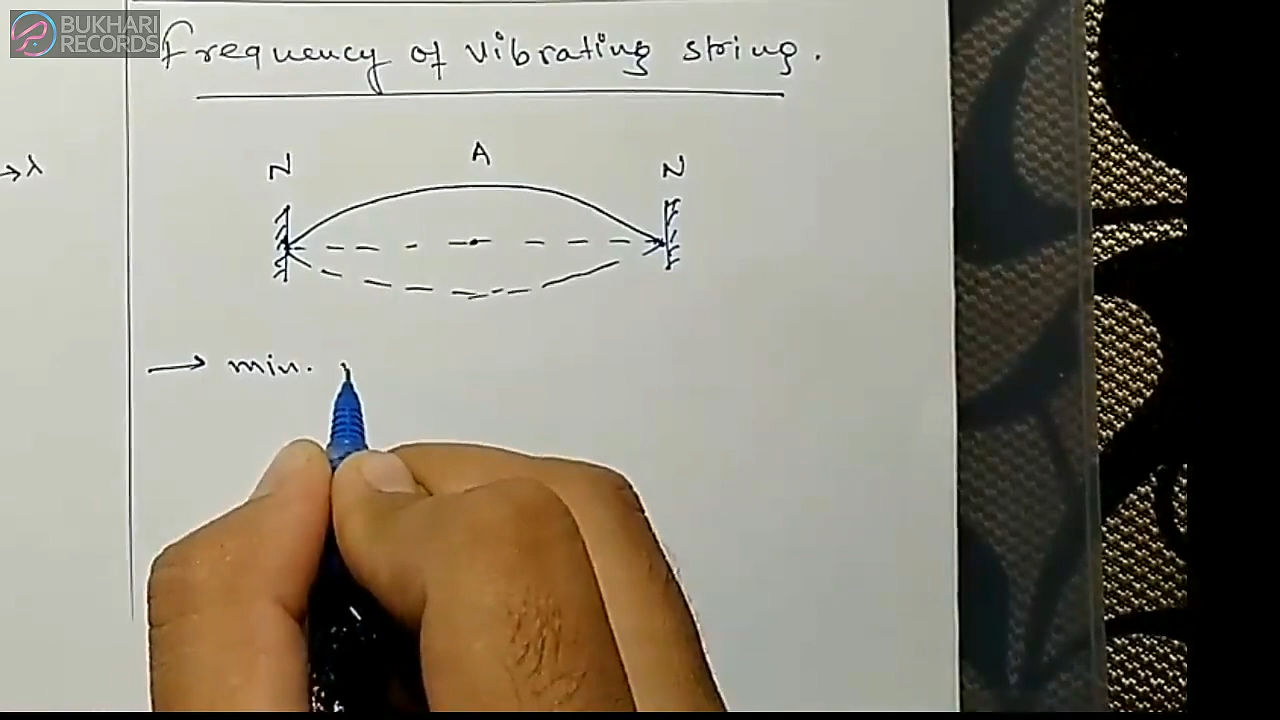 BUKHARI
RECORDS
Frequency of vibrating string.
→λ
N A N
→ min.